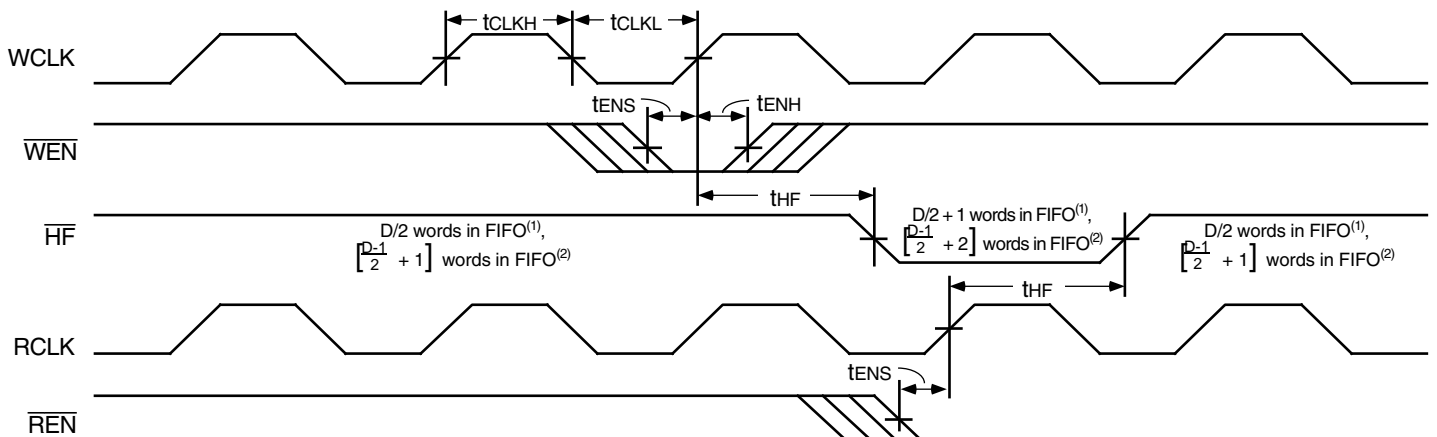 tCLKH
tCLKL
WCLK
tENS
tENH
WEN
tHF
HF
D/2 words in FIFO(1),
[D-1/2 + 1] words in FIFO(2)
D/2 + 1 words in FIFO(1),
[D-1/2 + 2] words in FIFO(2)
D/2 words in FIFO(1),
[D-1/2 + 1] words in FIFO(2)
tHF
RCLK
tENS
REN